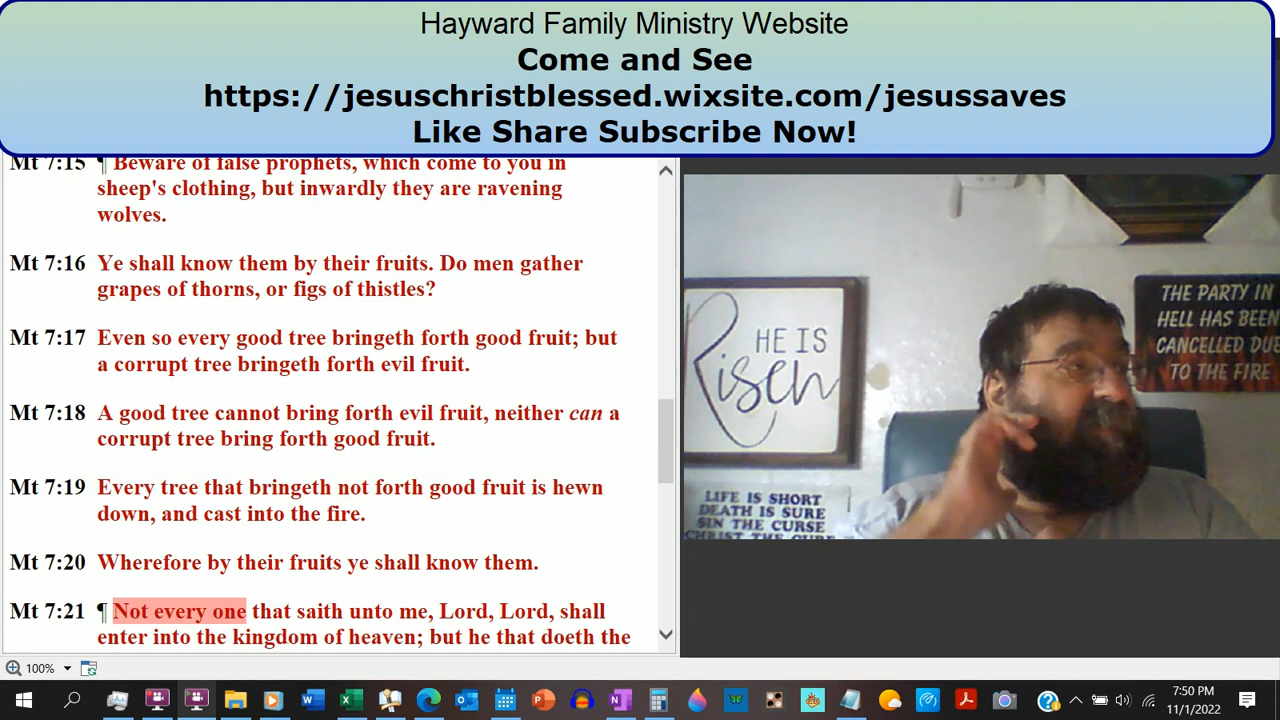 Hayward Family Ministry Website
Come and See
https://jesuschristblessed.wixsite.com/jesussaves
Like Share Subscribe Now!
Mt 7:15 ¶ Beware of false prophets, which come to you in
sheep's clothing, but inwardly they are ravening
wolves.
Mt 7:16 Ye shall know them by their fruits. Do men gather
grapes of thorns, or figs of thistles?
Mt 7:17 Even so every good tree bringeth forth good fruit; but
a corrupt tree bringeth forth evil fruit.
Mt 7:18 A good tree cannot bring forth evil fruit, neither can a
corrupt tree bring forth good fruit.
Mt 7:19 Every tree that bringeth not forth good fruit is hewn
down, and cast into the fire.
Mt 7:20 Wherefore by their fruits ye shall know them.
Mt 7:21 ¶ Not every one that saith unto me, Lord, Lord, shall
enter into the kingdom of heaven; but he that doeth the
HE IS
Risen
THE PARTY IN
HELL HAS BEEN
CANCELLED DUE
TO THE FIRE
LIFE IS SHORT
DEATH IS SURE
SIN THE CURSE
CHRIST THE CURE
100%
7:50 PM
11/1/2022